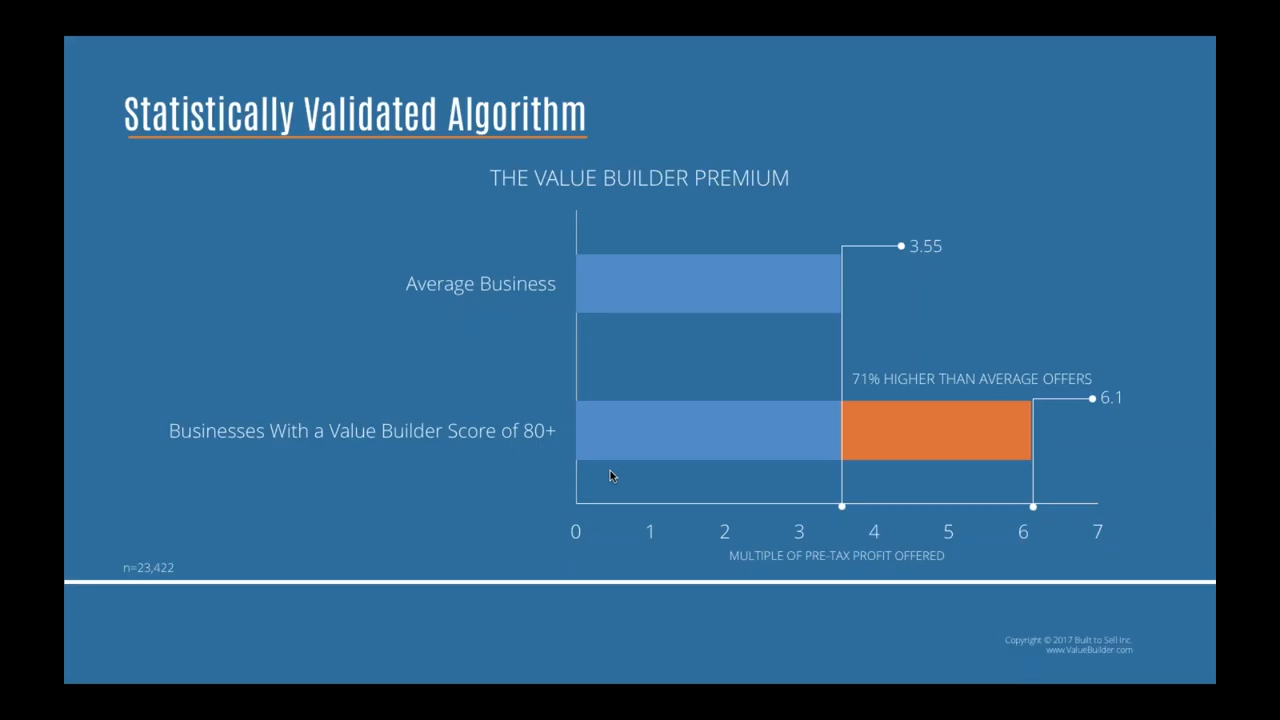 Statistically Validated Algorithm
THE VALUE BUILDER PREMIUM
3.55
Average Business
71% HIGHER THAN AVERAGE OFFERS
6.1
Businesses With a Value Builder Score of 80+
0 1 2 3 4 5 6 7
MULTIPLE OF PRE-TAX PROFIT OFFERED
n=23,422
Copyright © 2017 Built to Sell Inc.
www.ValueBuilder.com